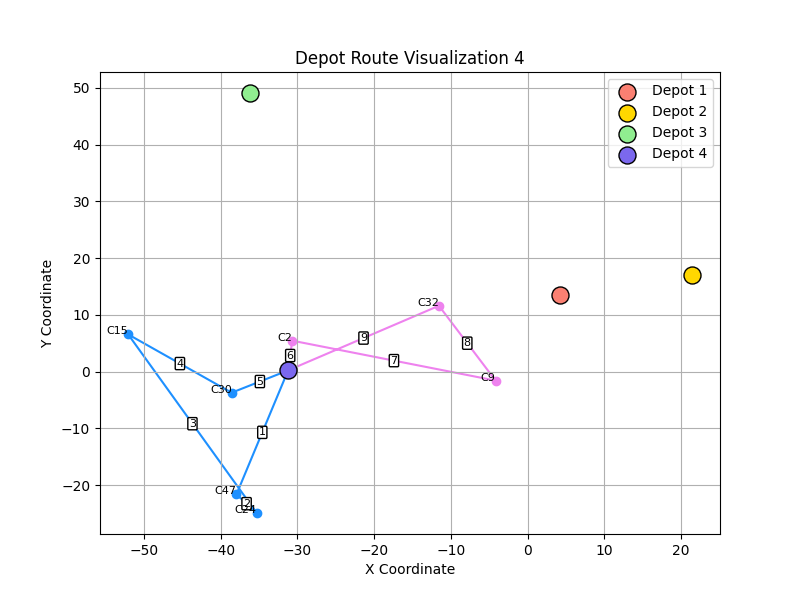 Depot Route Visualization 4
Depot 1
Depot 2
Depot 3
Depot 4
Y Coordinate
50
40
30
20
10
0
−10
−20
C32
C15
C2
9
6
8
7
4
C9
5
C30
3
1
C47
2
C24
−50 −40 −30 −20 −10 0 10 20
X Coordinate